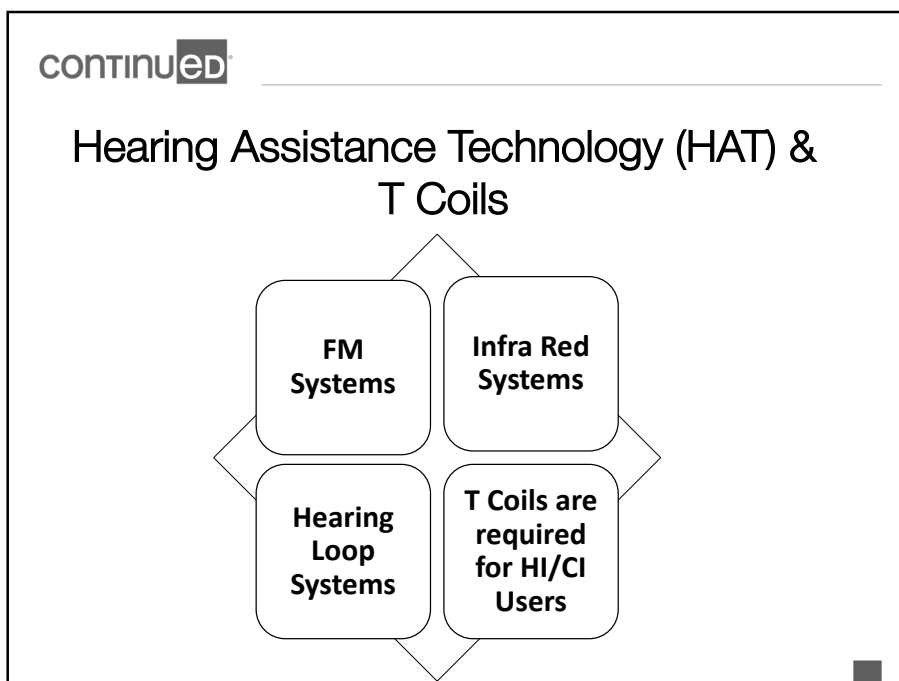 continued
Hearing Assistance Technology (HAT) &
T Coils
FM
Systems
Infra Red
Systems
Hearing
Loop
Systems
T Coils are
required
for HI/CI
Users